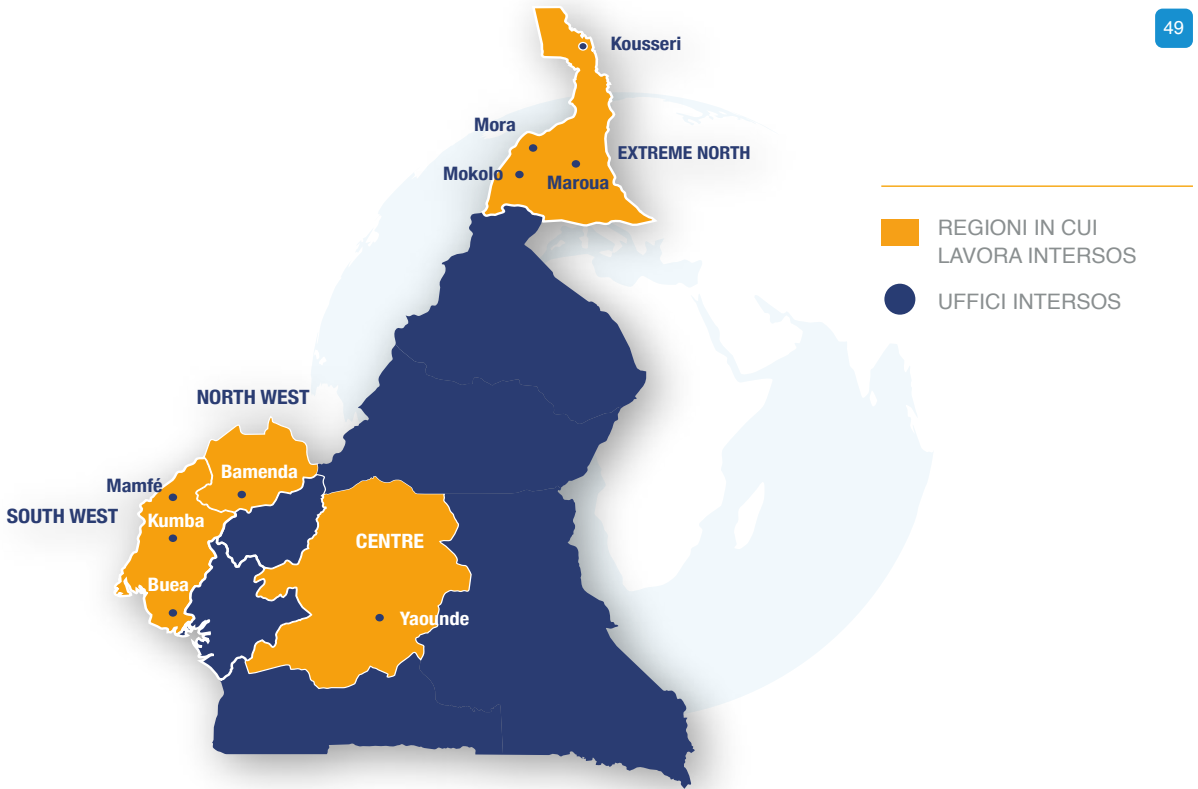 49
Kousseri
Mora
EXTREME NORTH
Mokolo
Maroua
REGIONI IN CUI
LAVORA INTERSOS
UFFICI INTERSOS
NORTH WEST
Bamenda
Mamfé
SOUTH WEST
Kumba
CENTRE
Buea
Yaounde